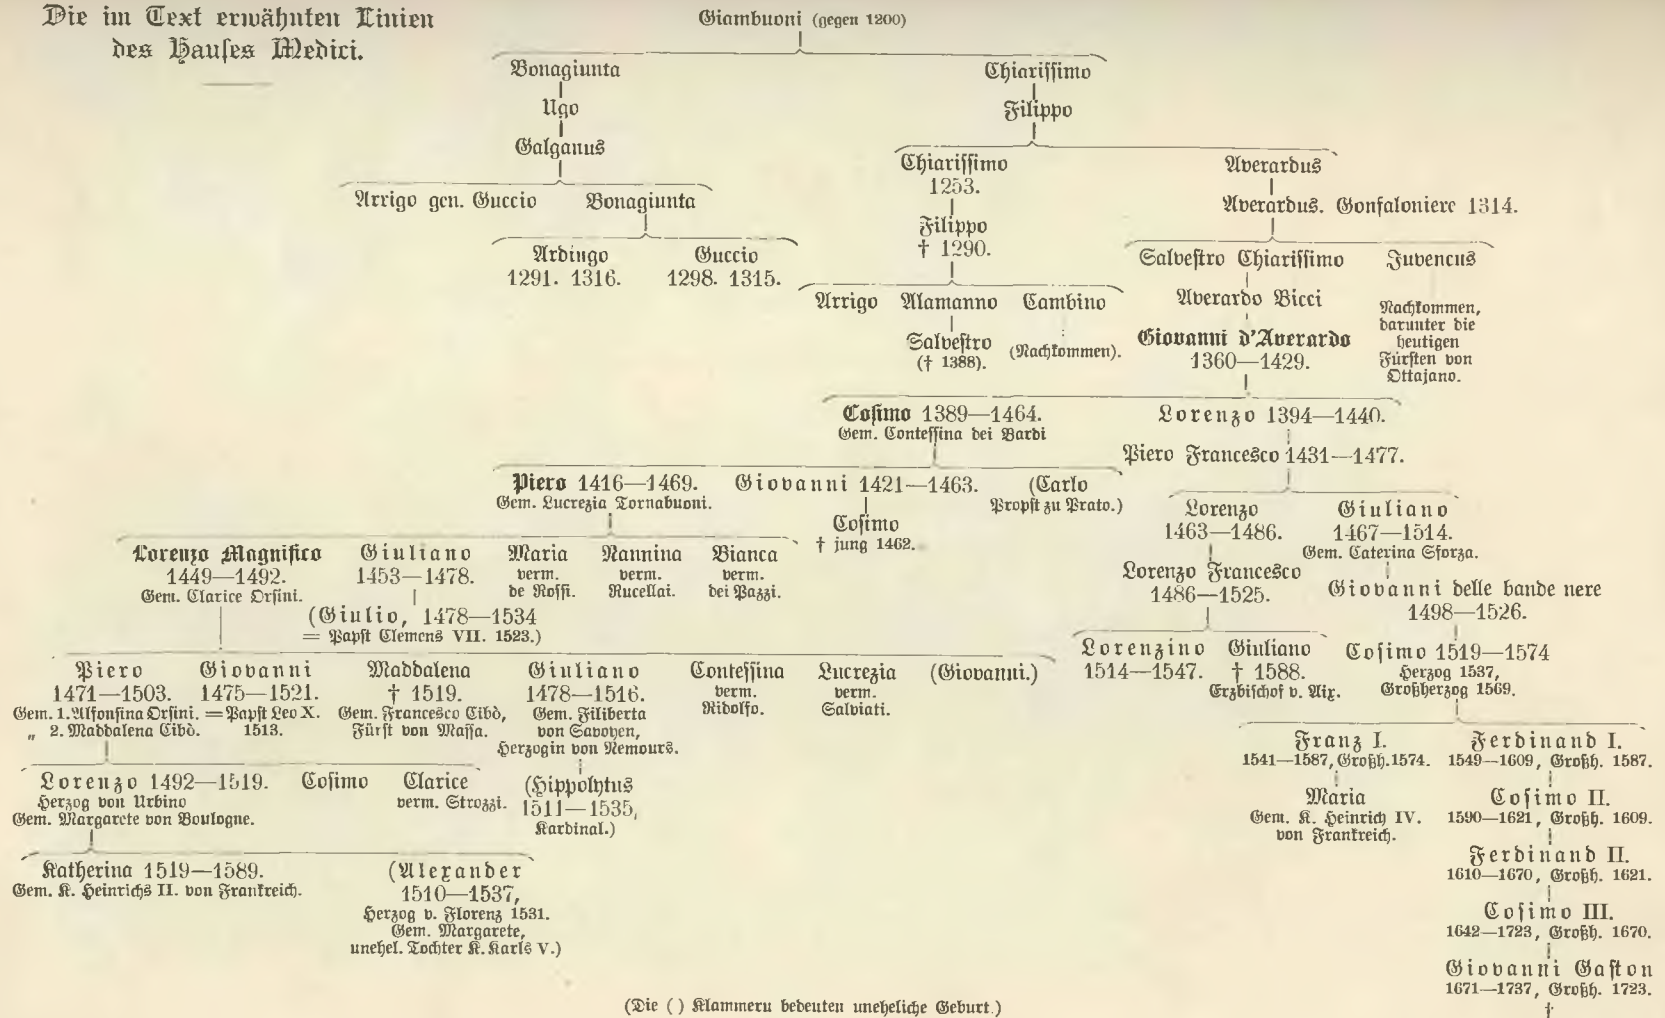 Die im Text erwähnten Linien
des Hauses Medici.
Giambuoni (gegen 1200)
Bonagiunta
Chiarissimo
Ugo
Filippo
Galganus
Chiarissimo
1253.
Averardus
Arrigo gen. Guccio
Bonagiunta
Filippo
† 1290.
Averardus. Gonfaloniere 1314.
Ardingo
1291. 1316.
Guccio
1298. 1315.
Salvestro Chiarissimo
Juvencus
Arrigo
Alamanno
Cambino
Averardo Bicci
Nachkommen,
darunter die
heutigen
Fürsten von
Ottajano.
Salvestro
(† 1388).
(Nachkommen).
Giovanni d'Averardo
1360—1429.
Cosimo 1389—1464.
Gem. Contessina dei Bardi
Lorenzo 1394—1440.
Piero Francesco 1431—1477.
Piero 1416—1469.
Gem. Lucrezia Tornabuoni.
Giovanni 1421—1463.
(Carlo
Propst zu Prato.)
Cosimo
† jung 1462.
Lorenzo
1463—1486.
Giuliano
1467—1514.
Gem. Caterina Sforza.
Lorenzo Magnifico
1449—1492.
Gem. Clarice Orsini.
Giuliano
1453—1478.
Maria
verm.
de Rossi.
Nannina
verm.
Rucellai.
Bianca
verm.
dei Pazzi.
Lorenzo Francesco
1486—1525.
Giovanni delle bande nere
1498—1526.
(Giulio, 1478—1534
= Papst Clemens VII. 1523.)
Lorenzino
1514—1547.
Giuliano
† 1588.
Erzbischof v. Aix.
Cosimo 1519—1574
Herzog 1537,
Großherzog 1569.
Piero
1471—1503.
Gem. 1. Alfonsina Orsini.
„ 2. Maddalena Cibò.
Giovanni
1475—1521.
= Papst Leo X.
1513.
Maddalena
† 1519.
Gem. Francesco Cibò,
Fürst von Massa.
Giuliano
1478—1516.
Gem. Filiberta
von Savoyen,
Herzogin von Nemours.
Contessina
verm.
Ridolfo.
Lucrezia
verm.
Salviati.
(Giovanni.)
Franz I.
1541—1587, Großh. 1574.
Ferdinand I.
1549—1609, Großh. 1587.
Lorenzo 1492—1519.
Herzog von Urbino
Gem. Margarete von Boulogne.
Cosimo
Clarice
verm. Strozzi.
(Hippolytus
1511—1535,
Kardinal.)
Maria
Gem. K. Heinrich IV.
von Frankreich.
Cosimo II.
1590—1621, Großh. 1609.
Katherina 1519—1589.
Gem. K. Heinrichs II. von Frankreich.
(Alexander
1510—1537,
Herzog v. Florenz 1531.
Gem. Margarete,
unehel. Tochter K. Karls V.)
Ferdinand II.
1610—1670, Großh. 1621.
Cosimo III.
1642—1723, Großh. 1670.
Giovanni Gaston
1671—1737, Großh. 1723.
†
(Die ( ) Klammern bedeuten uneheliche Geburt.)